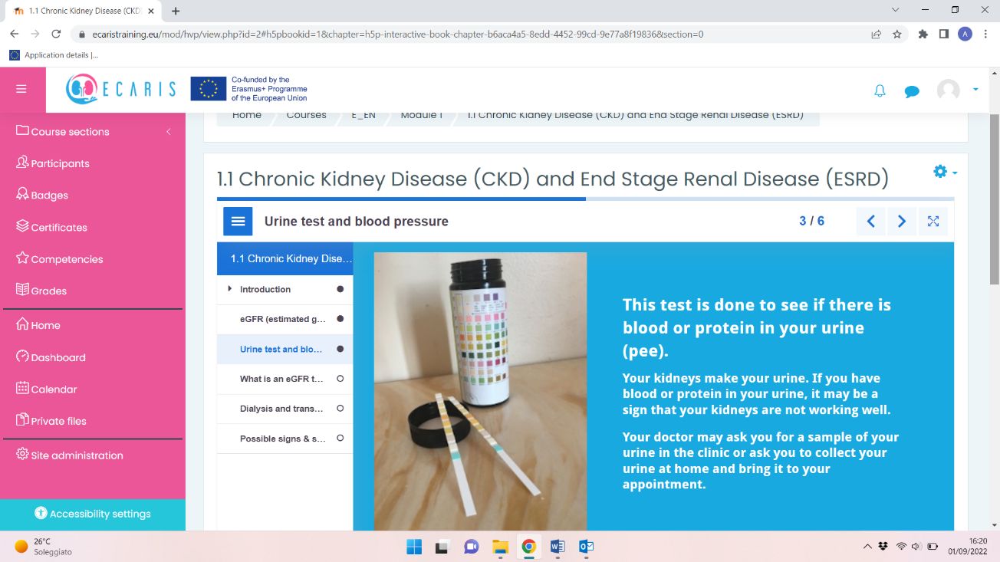 1.1 Chronic Kidney Disease (CKD
ecaristraining.eu/mod/hvp/view.php?id=2#h5pbookid=1&chapter=h5p-interactive-book-chapter-b6aca4a5-8edd-4452-99cd-9e77a8f19836&section=0
A
Application details |...
ECARIS
Co-funded by the
Erasmus+ Programme
of the European Union
Home Courses E_EN Module 1 1.1 Chronic Kidney Disease (CKD) and End Stage Renal Disease (ESRD)
Course sections
Participants
Badges
Certificates
Competencies
Grades
Home
Dashboard
Calendar
Private files
Site administration
Accessibility settings
1.1 Chronic Kidney Disease (CKD) and End Stage Renal Disease (ESRD)
Urine test and blood pressure
3 / 6
1.1 Chronic Kidney Dise...
Introduction
eGFR (estimated g...
Urine test and blo...
What is an eGFR t...
Dialysis and trans...
Possible signs & s...
This test is done to see if there is
blood or protein in your urine
(pee).
Your kidneys make your urine. If you have
blood or protein in your urine, it may be a
sign that your kidneys are not working well.
Your doctor may ask you for a sample of your
urine in the clinic or ask you to collect your
urine at home and bring it to your
appointment.
26°C
Soleggiato
16:20
01/09/2022